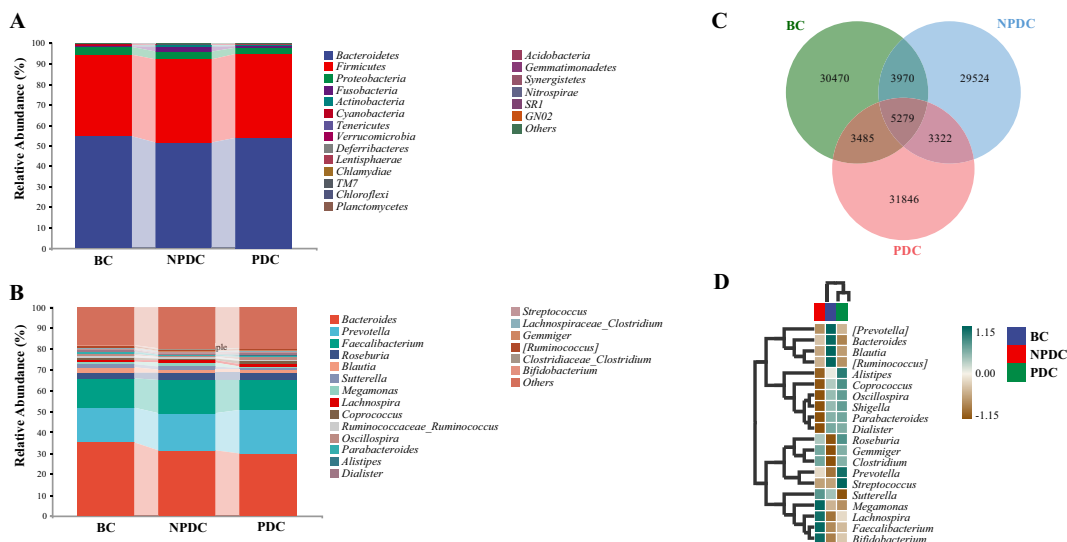 A
Relative Abundance (%)
100
90
80
70
60
50
40
30
20
10
0
BC NPDC PDC
Bacteroidetes
Firmicutes
Proteobacteria
Fusobacteria
Actinobacteria
Cyanobacteria
Tenericutes
Verrucomicrobia
Deferribacteres
Lentisphaerae
Chlamydiae
TM7
Chloroflexi
Planctomycetes
Acidobacteria
Gemmatimonadetes
Synergistetes
Nitrospirae
SR1
GN02
Others
B
Relative Abundance (%)
100
90
80
70
60
50
40
30
20
10
0
ple
BC NPDC PDC
Bacteroides
Prevotella
Faecalibacterium
Roseburia
Blautia
Sutterella
Megamonas
Lachnospira
Coprococcus
Ruminococcaceae_Ruminococcus
Oscillospira
Parabacteroides
Alistipes
Dialister
Streptococcus
Lachnospiraceae_Clostridium
Gemmiger
[Ruminococcus]
Clostridiaceae_Clostridium
Bifidobacterium
Others
C
BC
NPDC
30470
3970
29524
5279
3485
3322
31846
PDC
D
[Prevotella]
Bacteroides
Blautia
[Ruminococcus]
Alistipes
Coprococcus
Oscillospira
Shigella
Parabacteroides
Dialister
Roseburia
Gemmiger
Clostridium
Prevotella
Streptococcus
Sutterella
Megamonas
Lachnospira
Faecalibacterium
Bifidobacterium
1.15
0.00
-1.15
BC
NPDC
PDC